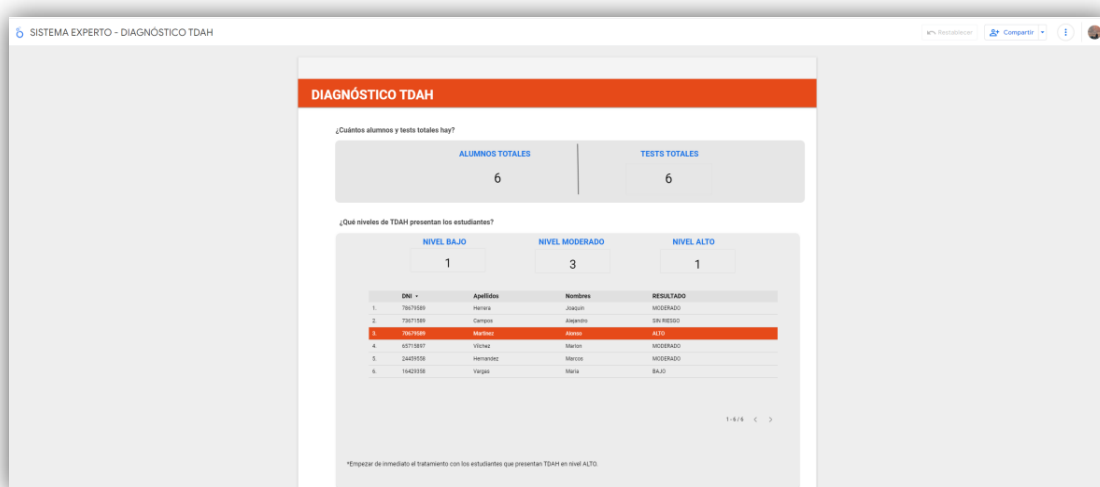 SISTEMA EXPERTO - DIAGNÓSTICO TDAH
Restablecer Compartir
DIAGNÓSTICO TDAH
¿Cuántos alumnos y tests totales hay?
ALUMNOS TOTALES TESTS TOTALES
6 6
¿Qué niveles de TDAH presentan los estudiantes?
NIVEL BAJO NIVEL MODERADO NIVEL ALTO
1 3 1
DNI Apellidos Nombres RESULTADO
1. 78679589 Herrera Joaquin MODERADO
2. 73671589 Campos Alejandro SIN RIESGO
3. 70679589 Martinez Alonso ALTO
4. 65715897 Vilchez Marlon MODERADO
5. 24459558 Hernandez Marcos MODERADO
6. 16429358 Vargas Maria BAJO
1 - 6 / 6
*Empezar de inmediato el tratamiento con los estudiantes que presentan TDAH en nivel ALTO.